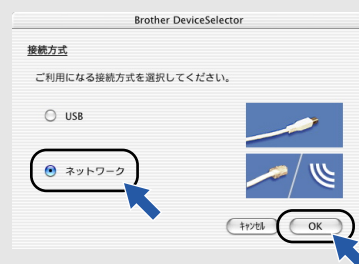 Brother DeviceSelector
接続方式
ご利用になる接続方式を選択してください。
USB
ネットワーク
キャンセル
OK